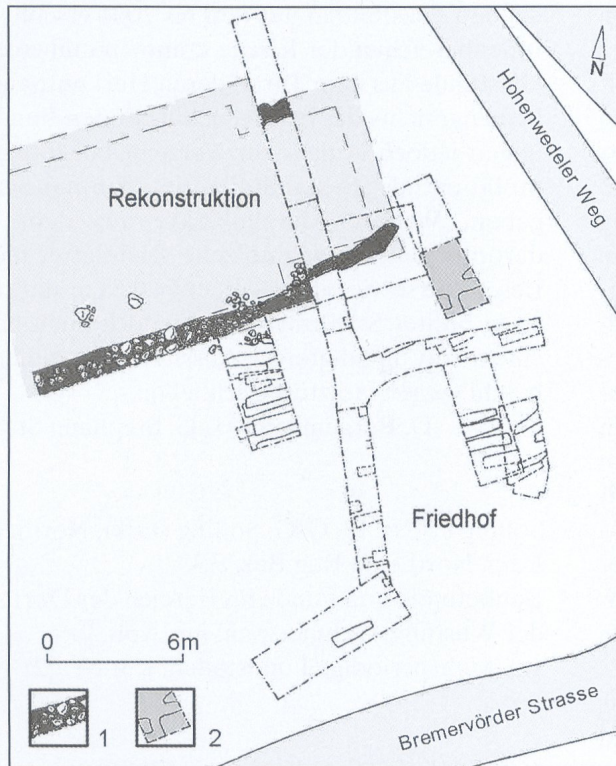 N
Hohenwedeler Weg
Rekonstruktion
Friedhof
0 6m
1 2
Bremervörder Strasse